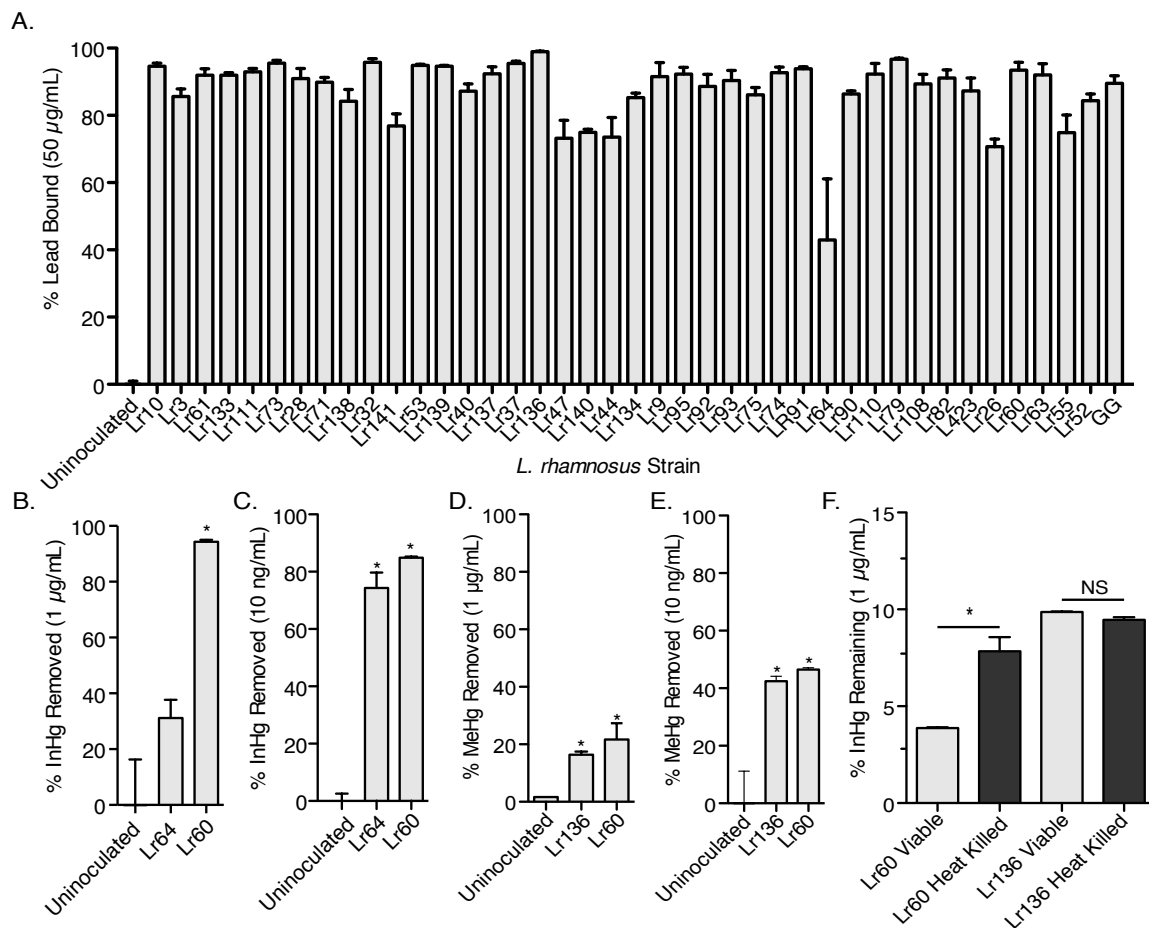 A.
% Lead Bound (50 µg/mL)
100
80
60
40
20
0
Uninoculated
Lr10
Lr3
Lr61
Lr133
Lr111
Lr73
Lr28
Lr71
Lr138
Lr32
Lr141
Lr53
Lr139
Lr40
Lr137
Lr37
Lr136
Lr47
Lr140
Lr44
Lr134
Lr9
Lr95
Lr92
Lr93
Lr75
Lr74
LR91
Lr64
Lr90
Lr110
Lr79
Lr108
Lr82
L423
Lr26
Lr60
Lr63
Lr55
Lr52
GG
L. rhamnosus Strain
B.
% InHg Removed (1 µg/mL)
100
80
60
40
20
0
*
Uninoculated
Lr64
Lr60
C.
% InHg Removed (10 ng/mL)
100
80
60
40
20
0
*
*
Uninoculated
Lr64
Lr60
D.
% MeHg Removed (1 µg/mL)
100
80
60
40
20
0
*
*
Uninoculated
Lr136
Lr60
E.
% MeHg Removed (10 ng/mL)
100
80
60
40
20
0
*
*
Uninoculated
Lr136
Lr60
F.
% InHg Remaining (1 µg/mL)
15
10
5
0
*
NS
Lr60 Viable
Lr60 Heat Killed
Lr136 Viable
Lr136 Heat Killed